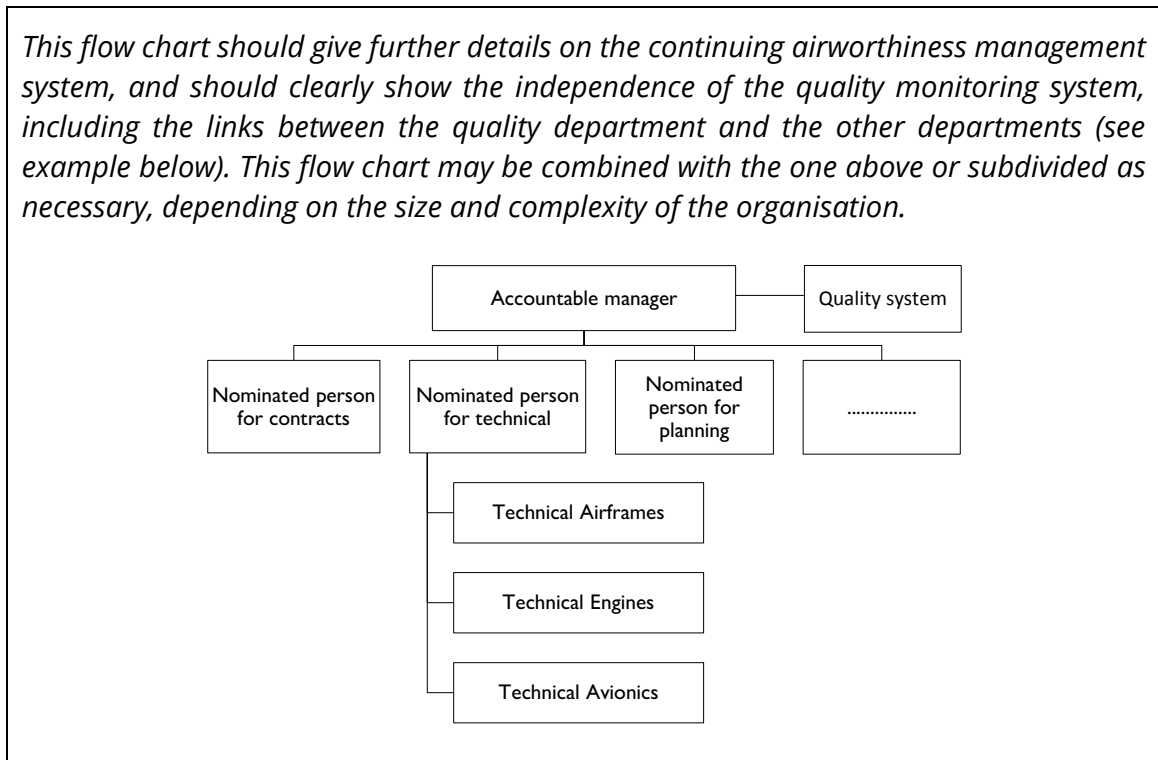 This flow chart should give further details on the continuing airworthiness management
system, and should clearly show the independence of the quality monitoring system,
including the links between the quality department and the other departments (see
example below). This flow chart may be combined with the one above or subdivided as
necessary, depending on the size and complexity of the organisation.
Accountable manager
Quality system
Nominated person
for contracts
Nominated person
for technical
Nominated
person for
planning
...............
Technical Airframes
Technical Engines
Technical Avionics